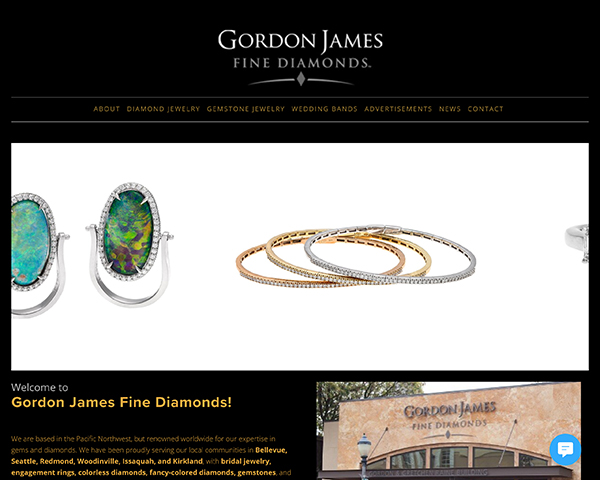 GORDON JAMES
FINE DIAMONDS™
ABOUT DIAMOND JEWELRY GEMSTONE JEWELRY WEDDING BANDS ADVERTISEMENTS NEWS CONTACT
Welcome to
Gordon James Fine Diamonds!
We are based in the Pacific Northwest, but renowned worldwide for our expertise in
gems and diamonds. We have been proudly serving our local communities in Bellevue,
Seattle, Redmond, Woodinville, Issaquah, and Kirkland, with bridal jewelry,
engagement rings, colorless diamonds, fancy-colored diamonds, gemstones, and
GORDON JAMES
FINE DIAMONDS